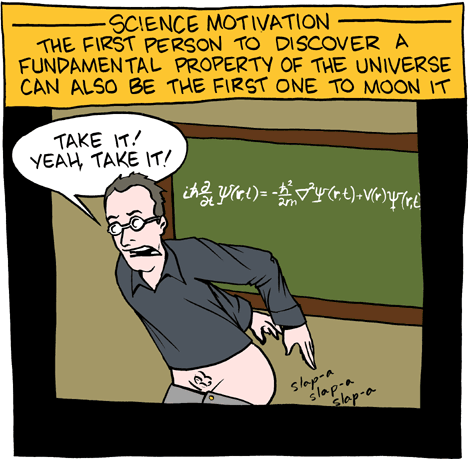 SCIENCE MOTIVATION
THE FIRST PERSON TO DISCOVER A
FUNDAMENTAL PROPERTY OF THE UNIVERSE
CAN ALSO BE THE FIRST ONE TO MOON IT
TAKE IT!
YEAH, TAKE IT!
iℏ ∂/∂t Ψ(r,t) = -ℏ²/2m ∇²Ψ(r,t) + V(r)Ψ(r,t
slap-a
slap-a
slap-a